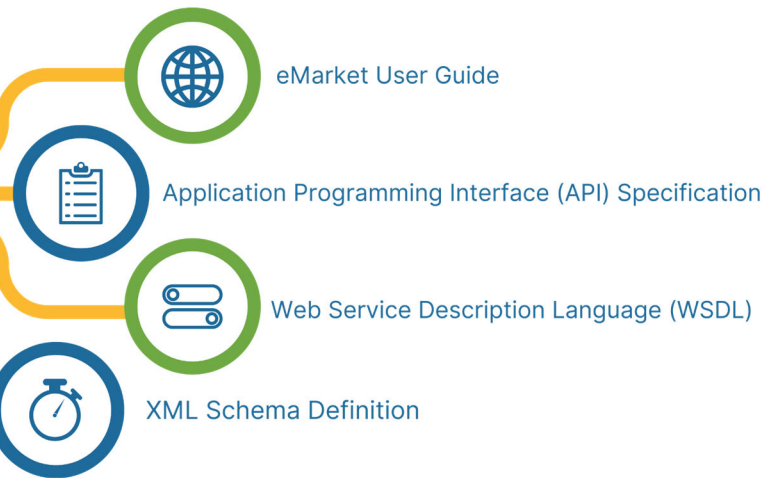 eMarket User Guide
Application Programming Interface (API) Specification
Web Service Description Language (WSDL)
XML Schema Definition